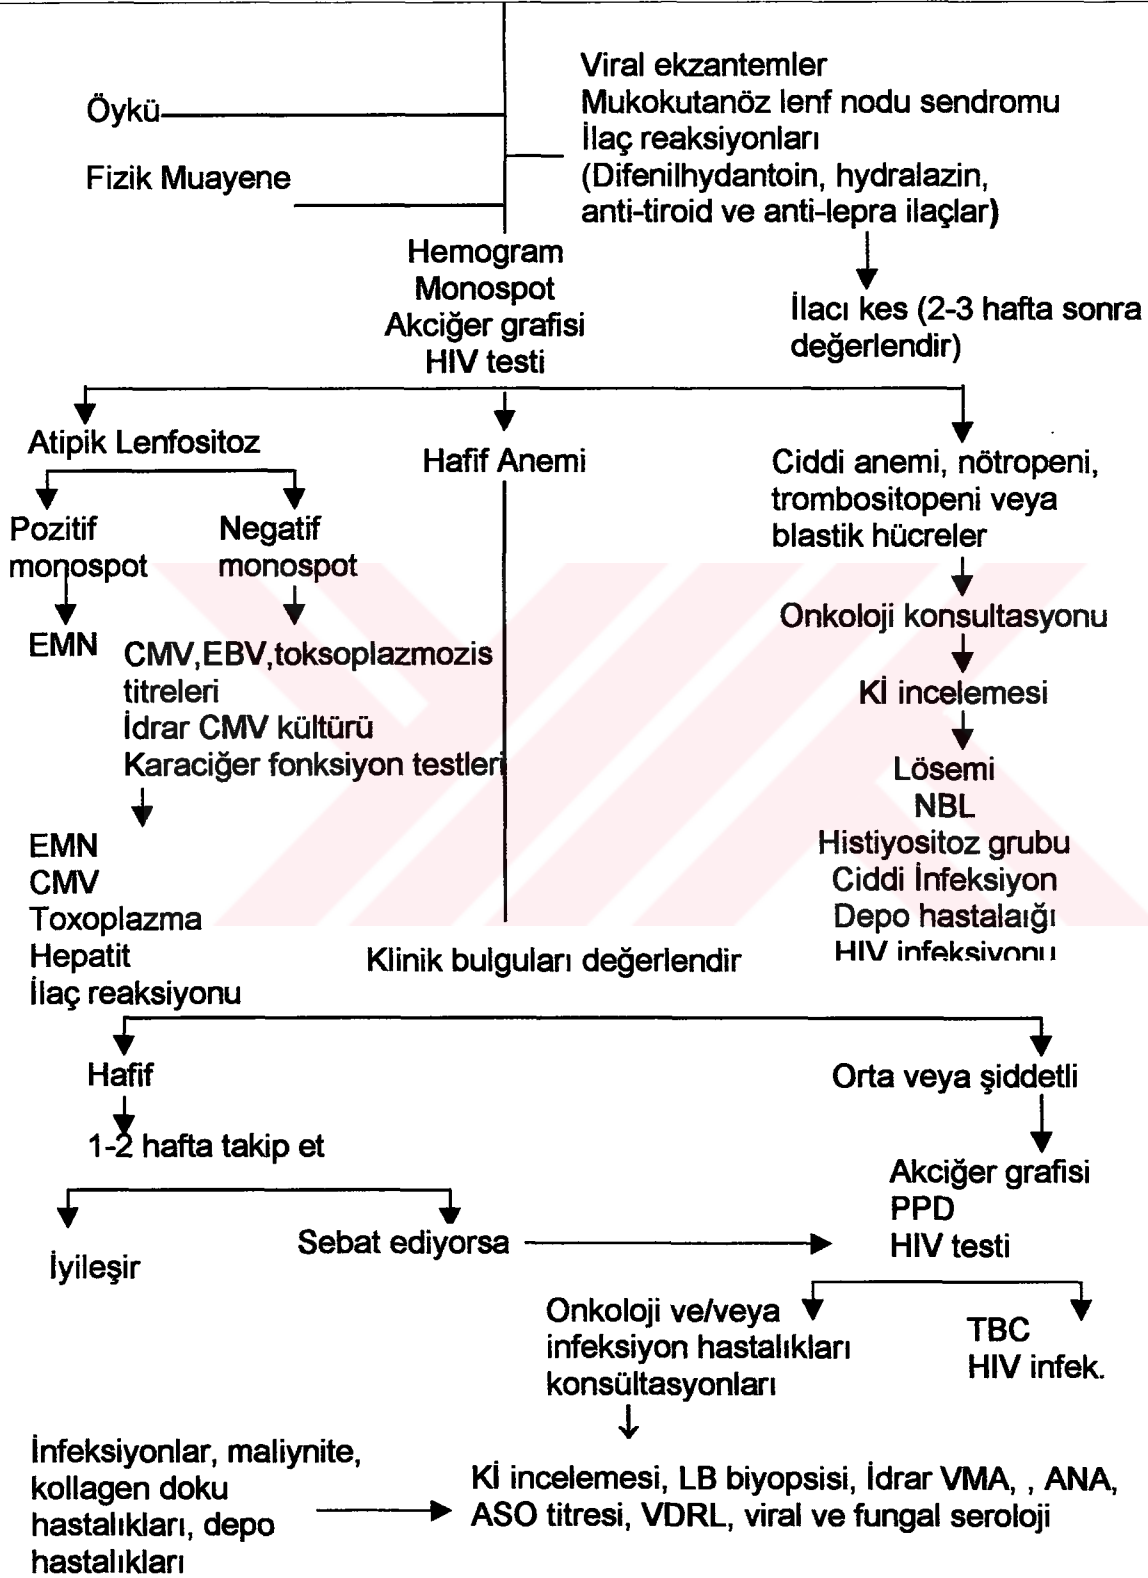 Öykü
Fizik Muayene
Viral ekzantemler
Mukokutanöz lenf nodu sendromu
İlaç reaksiyonları
(Difenilhydantoin, hydralazin,
anti-tiroid ve anti-lepra ilaçlar)
Hemogram
Monospot
Akciğer grafisi
HIV testi
İlacı kes (2-3 hafta sonra
değerlendir)
Atipik Lenfositoz
Hafif Anemi
Ciddi anemi, nötropeni,
trombositopeni veya
blastik hücreler
Pozitif
monospot
Negatif
monospot
EMN
CMV,EBV,toksoplazmozis
titreleri
İdrar CMV kültürü
Karaciğer fonksiyon testleri
Onkoloji konsultasyonu
Kİ incelemesi
Lösemi
NBL
Histiyositoz grubu
Ciddi İnfeksiyon
Depo hastalaığı
HIV infeksiyonu
EMN
CMV
Toxoplazma
Hepatit
İlaç reaksiyonu
Klinik bulguları değerlendir
Hafif
Orta veya şiddetli
1-2 hafta takip et
Akciğer grafisi
PPD
HIV testi
İyileşir
Sebat ediyorsa
Onkoloji ve/veya
infeksiyon hastalıkları
konsültasyonları
TBC
HIV infek.
İnfeksiyonlar, maliynite,
kollagen doku
hastalıkları, depo
hastalıkları
Kİ incelemesi, LB biyopsisi, İdrar VMA, , ANA,
ASO titresi, VDRL, viral ve fungal seroloji